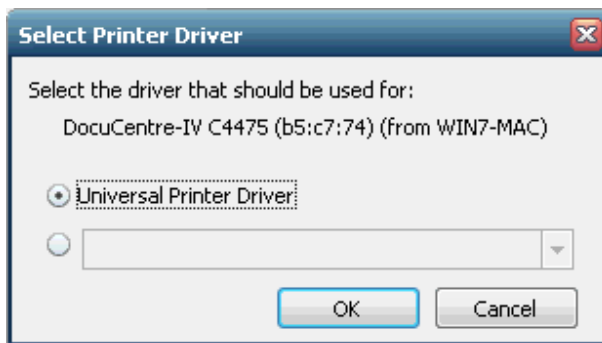 Select Printer Driver
Select the driver that should be used for:
DocuCentre-IV C4475 (b5:c7:74) (from WIN7-MAC)
Universal Printer Driver
OK Cancel